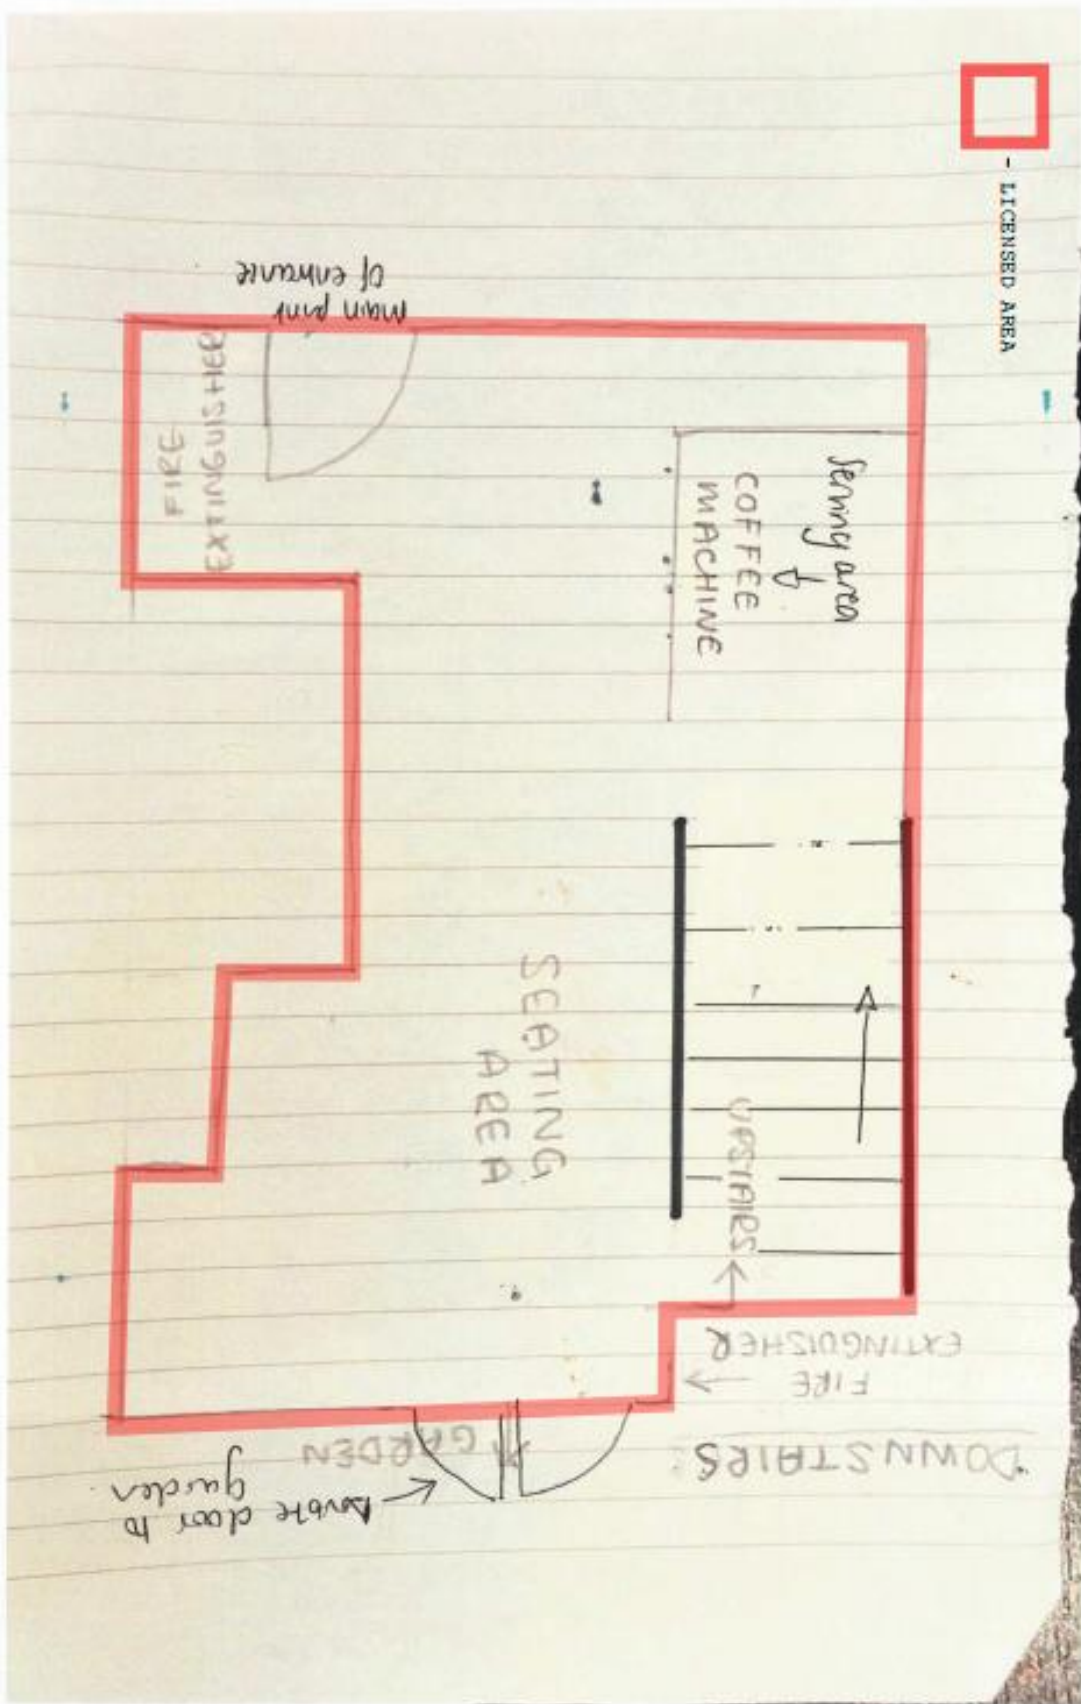 - LICENSED AREA
main point
of entrance
FIRE
EXTINGUISHER
Serving area
COFFEE
MACHINE
SEATING
AREA
UPSTAIRS
FIRE
EXTINGUISHER
DOWNSTAIRS
GARDEN
double door to
garden